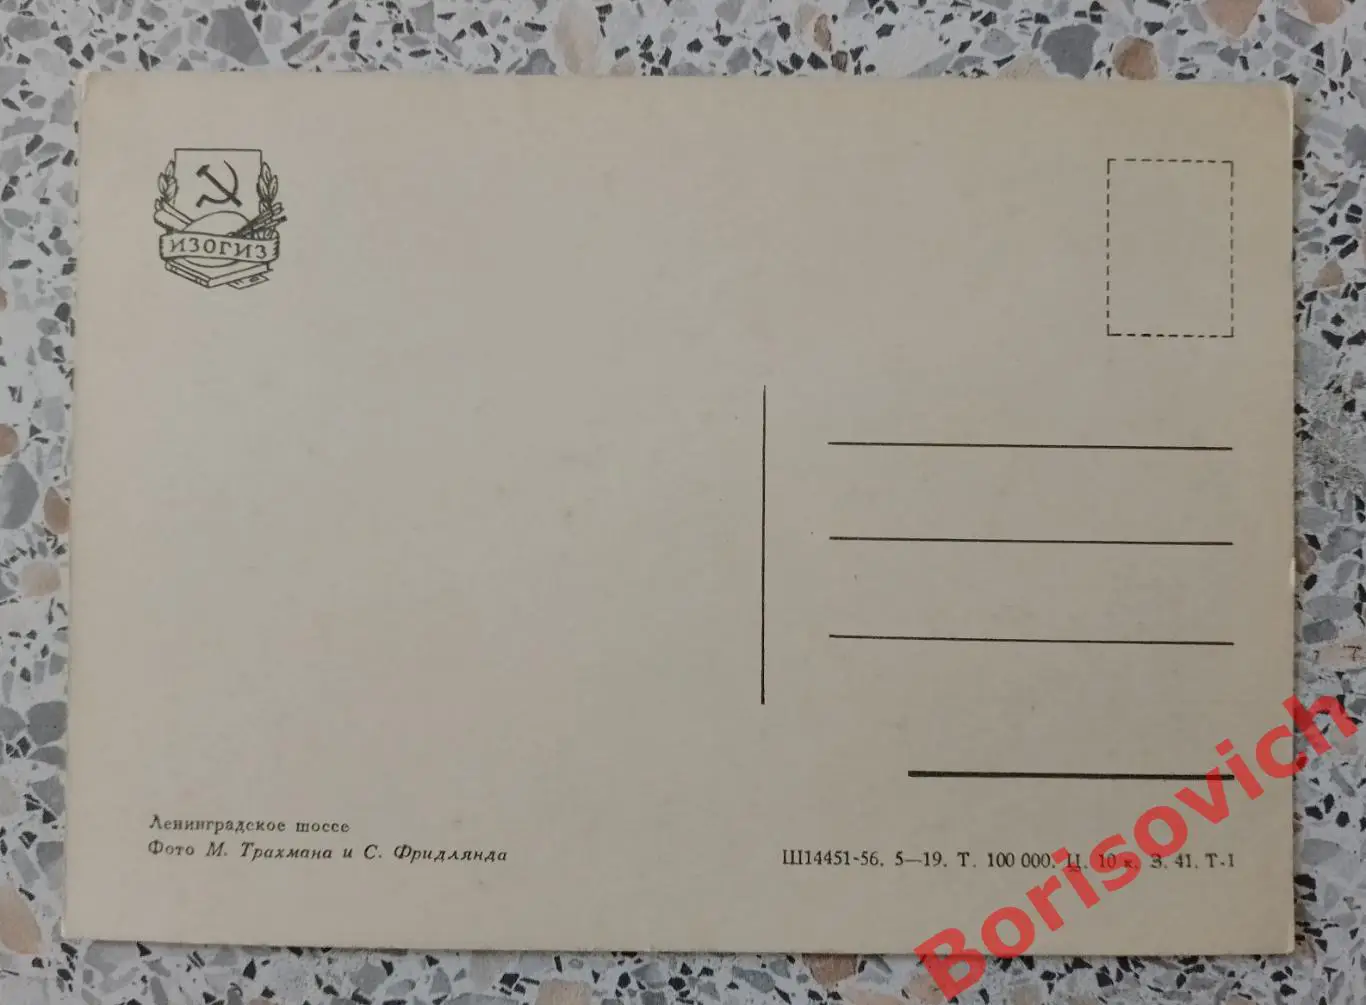 ИЗОГИЗ
Ленинградское шоссе
Фото М. Трахмана и С. Фридлянда
Ш14451-56. 5—19. Т. 100 000. Ц. 10 к. З. 41. Т-1
Borisovich